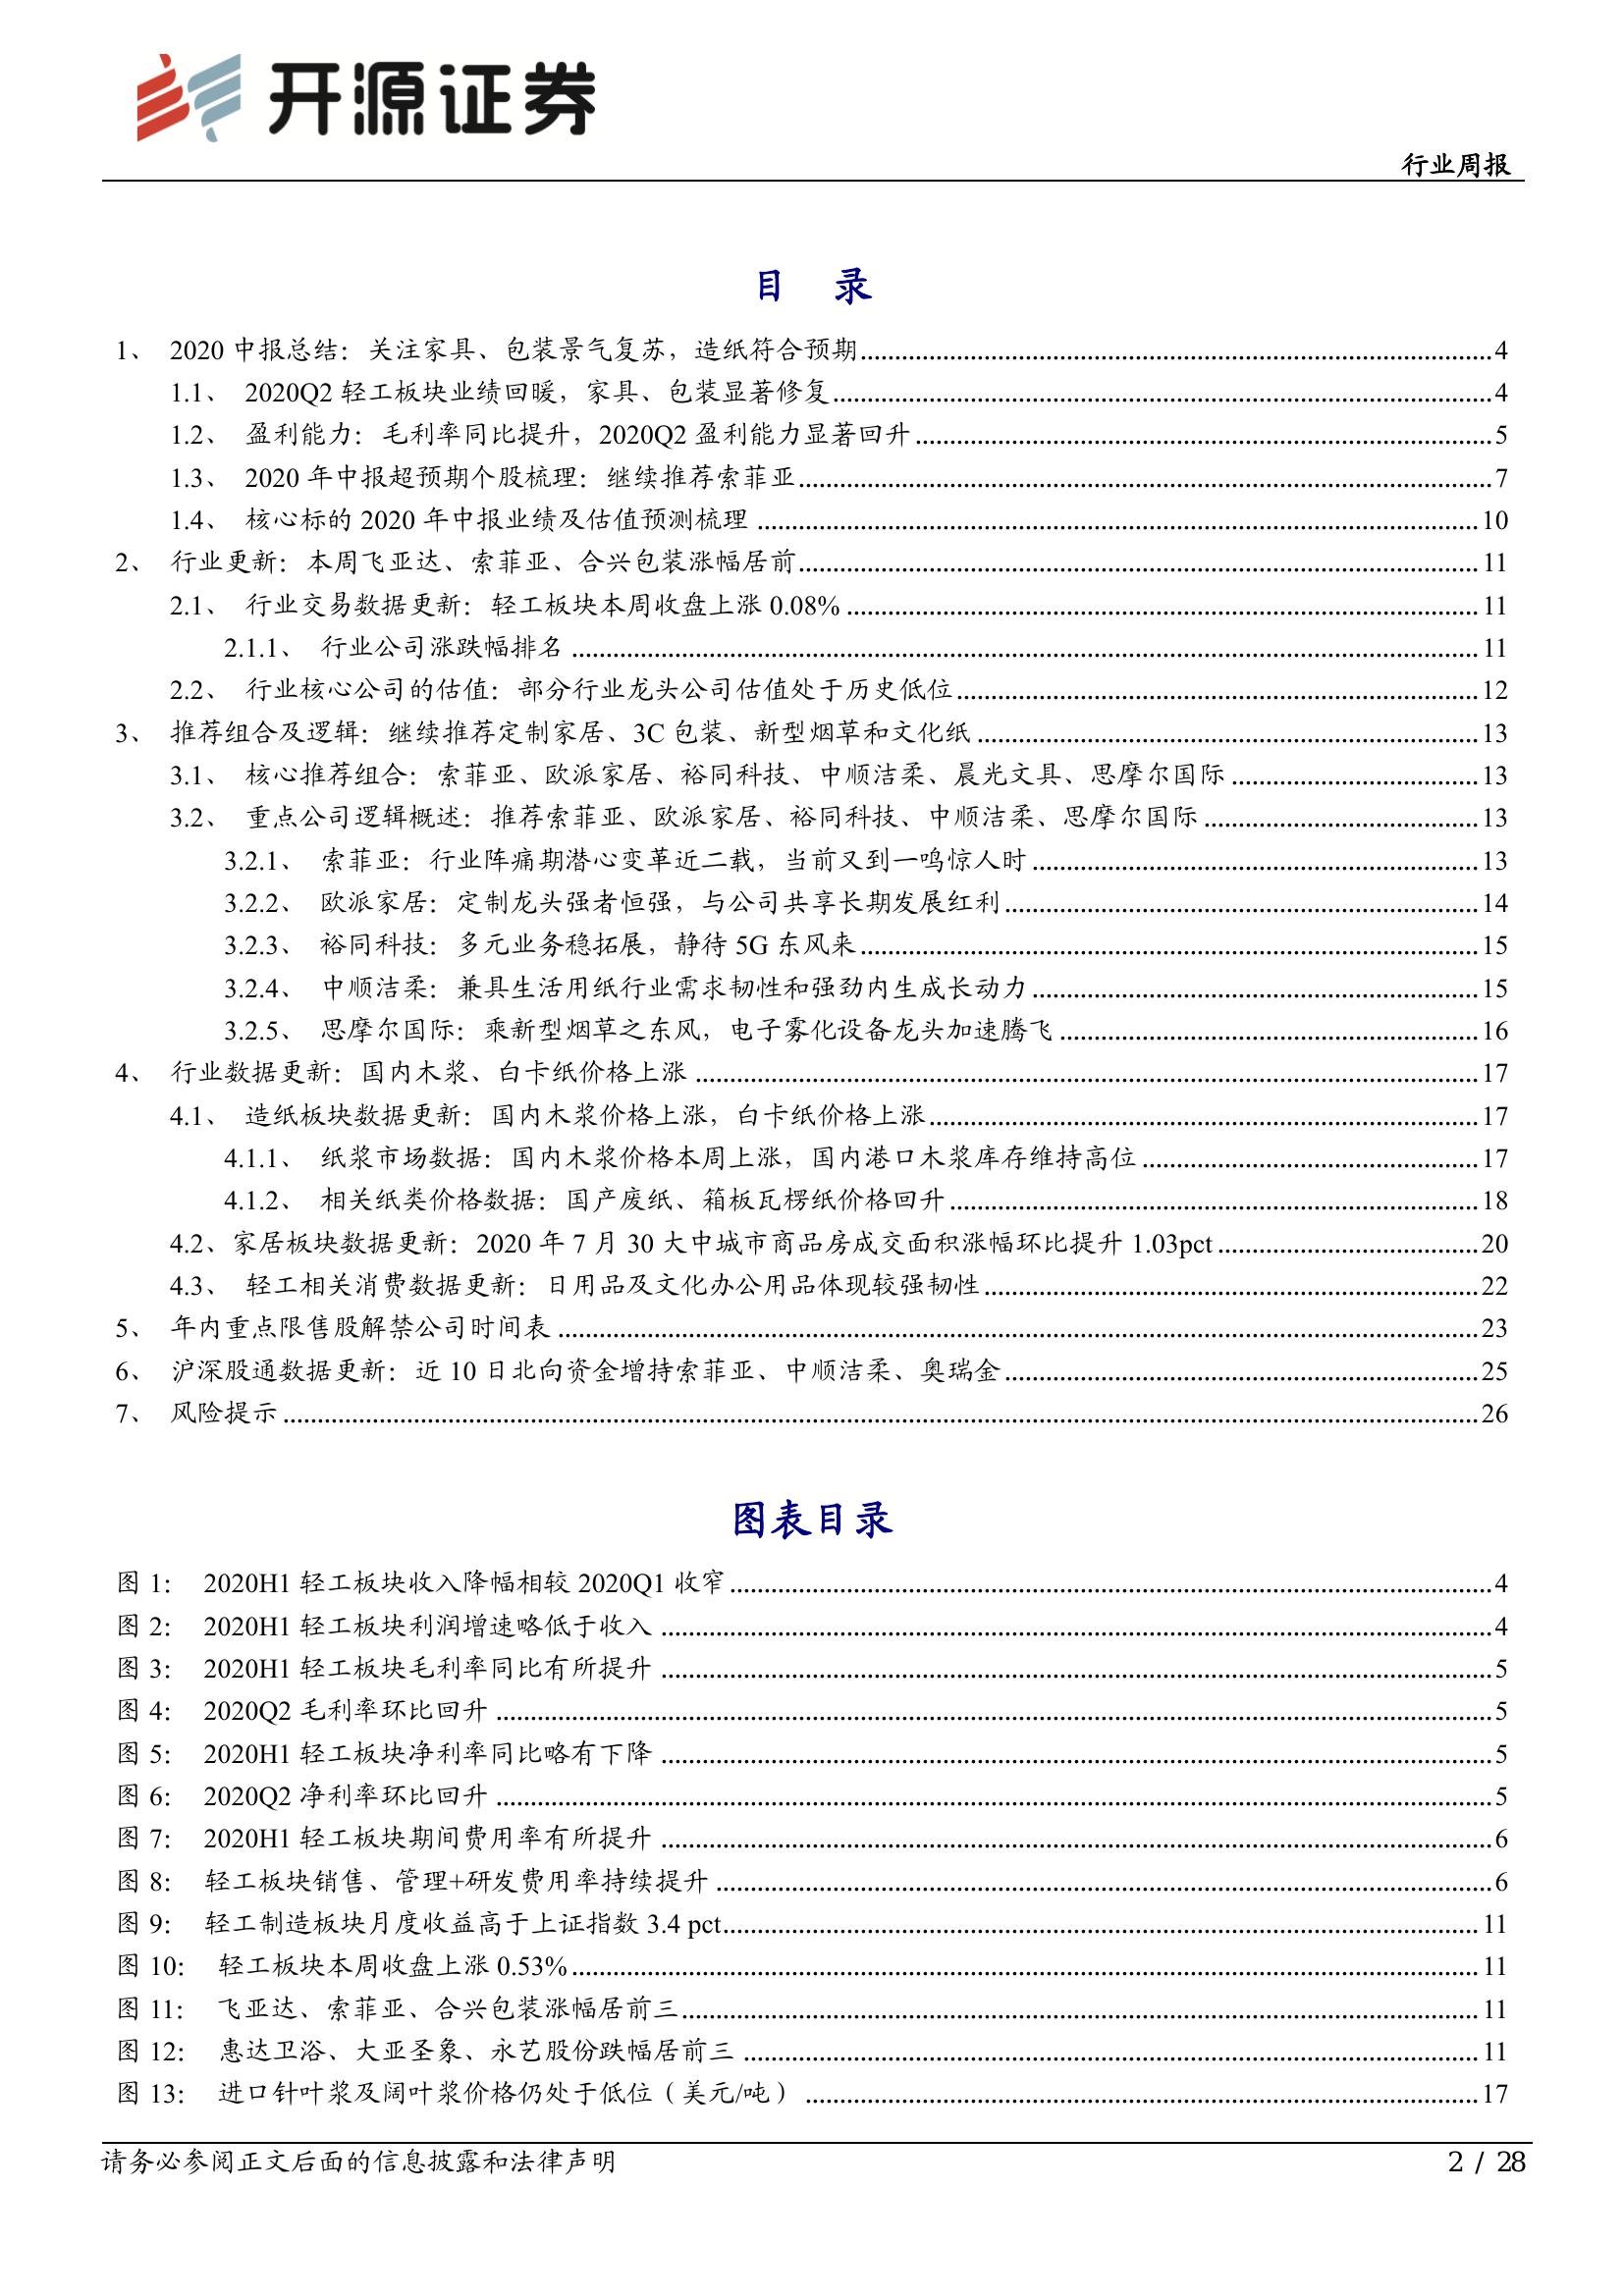 开源证券
行业周报
目 录
1、 2020 中报总结：关注家具、包装景气复苏，造纸符合预期 4
1.1、 2020Q2 轻工板块业绩回暖，家具、包装显著修复 4
1.2、 盈利能力：毛利率同比提升，2020Q2 盈利能力显著回升 5
1.3、 2020 年中报超预期个股梳理：继续推荐索菲亚 7
1.4、 核心标的 2020 年中报业绩及估值预测梳理 10
2、 行业更新：本周飞亚达、索菲亚、合兴包装涨幅居前 11
2.1、 行业交易数据更新：轻工板块本周收盘上涨 0.08% 11
2.1.1、 行业公司涨跌幅排名 11
2.2、 行业核心公司的估值：部分行业龙头公司估值处于历史低位 12
3、 推荐组合及逻辑：继续推荐定制家居、3C 包装、新型烟草和文化纸 13
3.1、 核心推荐组合：索菲亚、欧派家居、裕同科技、中顺洁柔、晨光文具、思摩尔国际 13
3.2、 重点公司逻辑概述：推荐索菲亚、欧派家居、裕同科技、中顺洁柔、思摩尔国际 13
3.2.1、 索菲亚：行业阵痛期潜心变革近二载，当前又到一鸣惊人时 13
3.2.2、 欧派家居：定制龙头强者恒强，与公司共享长期发展红利 14
3.2.3、 裕同科技：多元业务稳拓展，静待 5G 东风来 15
3.2.4、 中顺洁柔：兼具生活用纸行业需求韧性和强劲内生成长动力 15
3.2.5、 思摩尔国际：乘新型烟草之东风，电子雾化设备龙头加速腾飞 16
4、 行业数据更新：国内木浆、白卡纸价格上涨 17
4.1、 造纸板块数据更新：国内木浆价格上涨，白卡纸价格上涨 17
4.1.1、 纸浆市场数据：国内木浆价格本周上涨，国内港口木浆库存维持高位 17
4.1.2、 相关纸类价格数据：国产废纸、箱板瓦楞纸价格回升 18
4.2、家居板块数据更新：2020 年 7 月 30 大中城市商品房成交面积涨幅环比提升 1.03pct 20
4.3、 轻工相关消费数据更新：日用品及文化办公用品体现较强韧性 22
5、 年内重点限售股解禁公司时间表 23
6、 沪深股通数据更新：近 10 日北向资金增持索菲亚、中顺洁柔、奥瑞金 25
7、 风险提示 26
图表目录
图 1： 2020H1 轻工板块收入降幅相较 2020Q1 收窄 4
图 2： 2020H1 轻工板块利润增速略低于收入 4
图 3： 2020H1 轻工板块毛利率同比有所提升 5
图 4： 2020Q2 毛利率环比回升 5
图 5： 2020H1 轻工板块净利率同比略有下降 5
图 6： 2020Q2 净利率环比回升 5
图 7： 2020H1 轻工板块期间费用率有所提升 6
图 8： 轻工板块销售、管理+研发费用率持续提升 6
图 9： 轻工制造板块月度收益高于上证指数 3.4 pct 11
图 10： 轻工板块本周收盘上涨 0.53% 11
图 11： 飞亚达、索菲亚、合兴包装涨幅居前三 11
图 12： 惠达卫浴、大亚圣象、永艺股份跌幅居前三 11
图 13： 进口针叶浆及阔叶浆价格仍处于低位（美元/吨） 17
请务必参阅正文后面的信息披露和法律声明 2 / 28